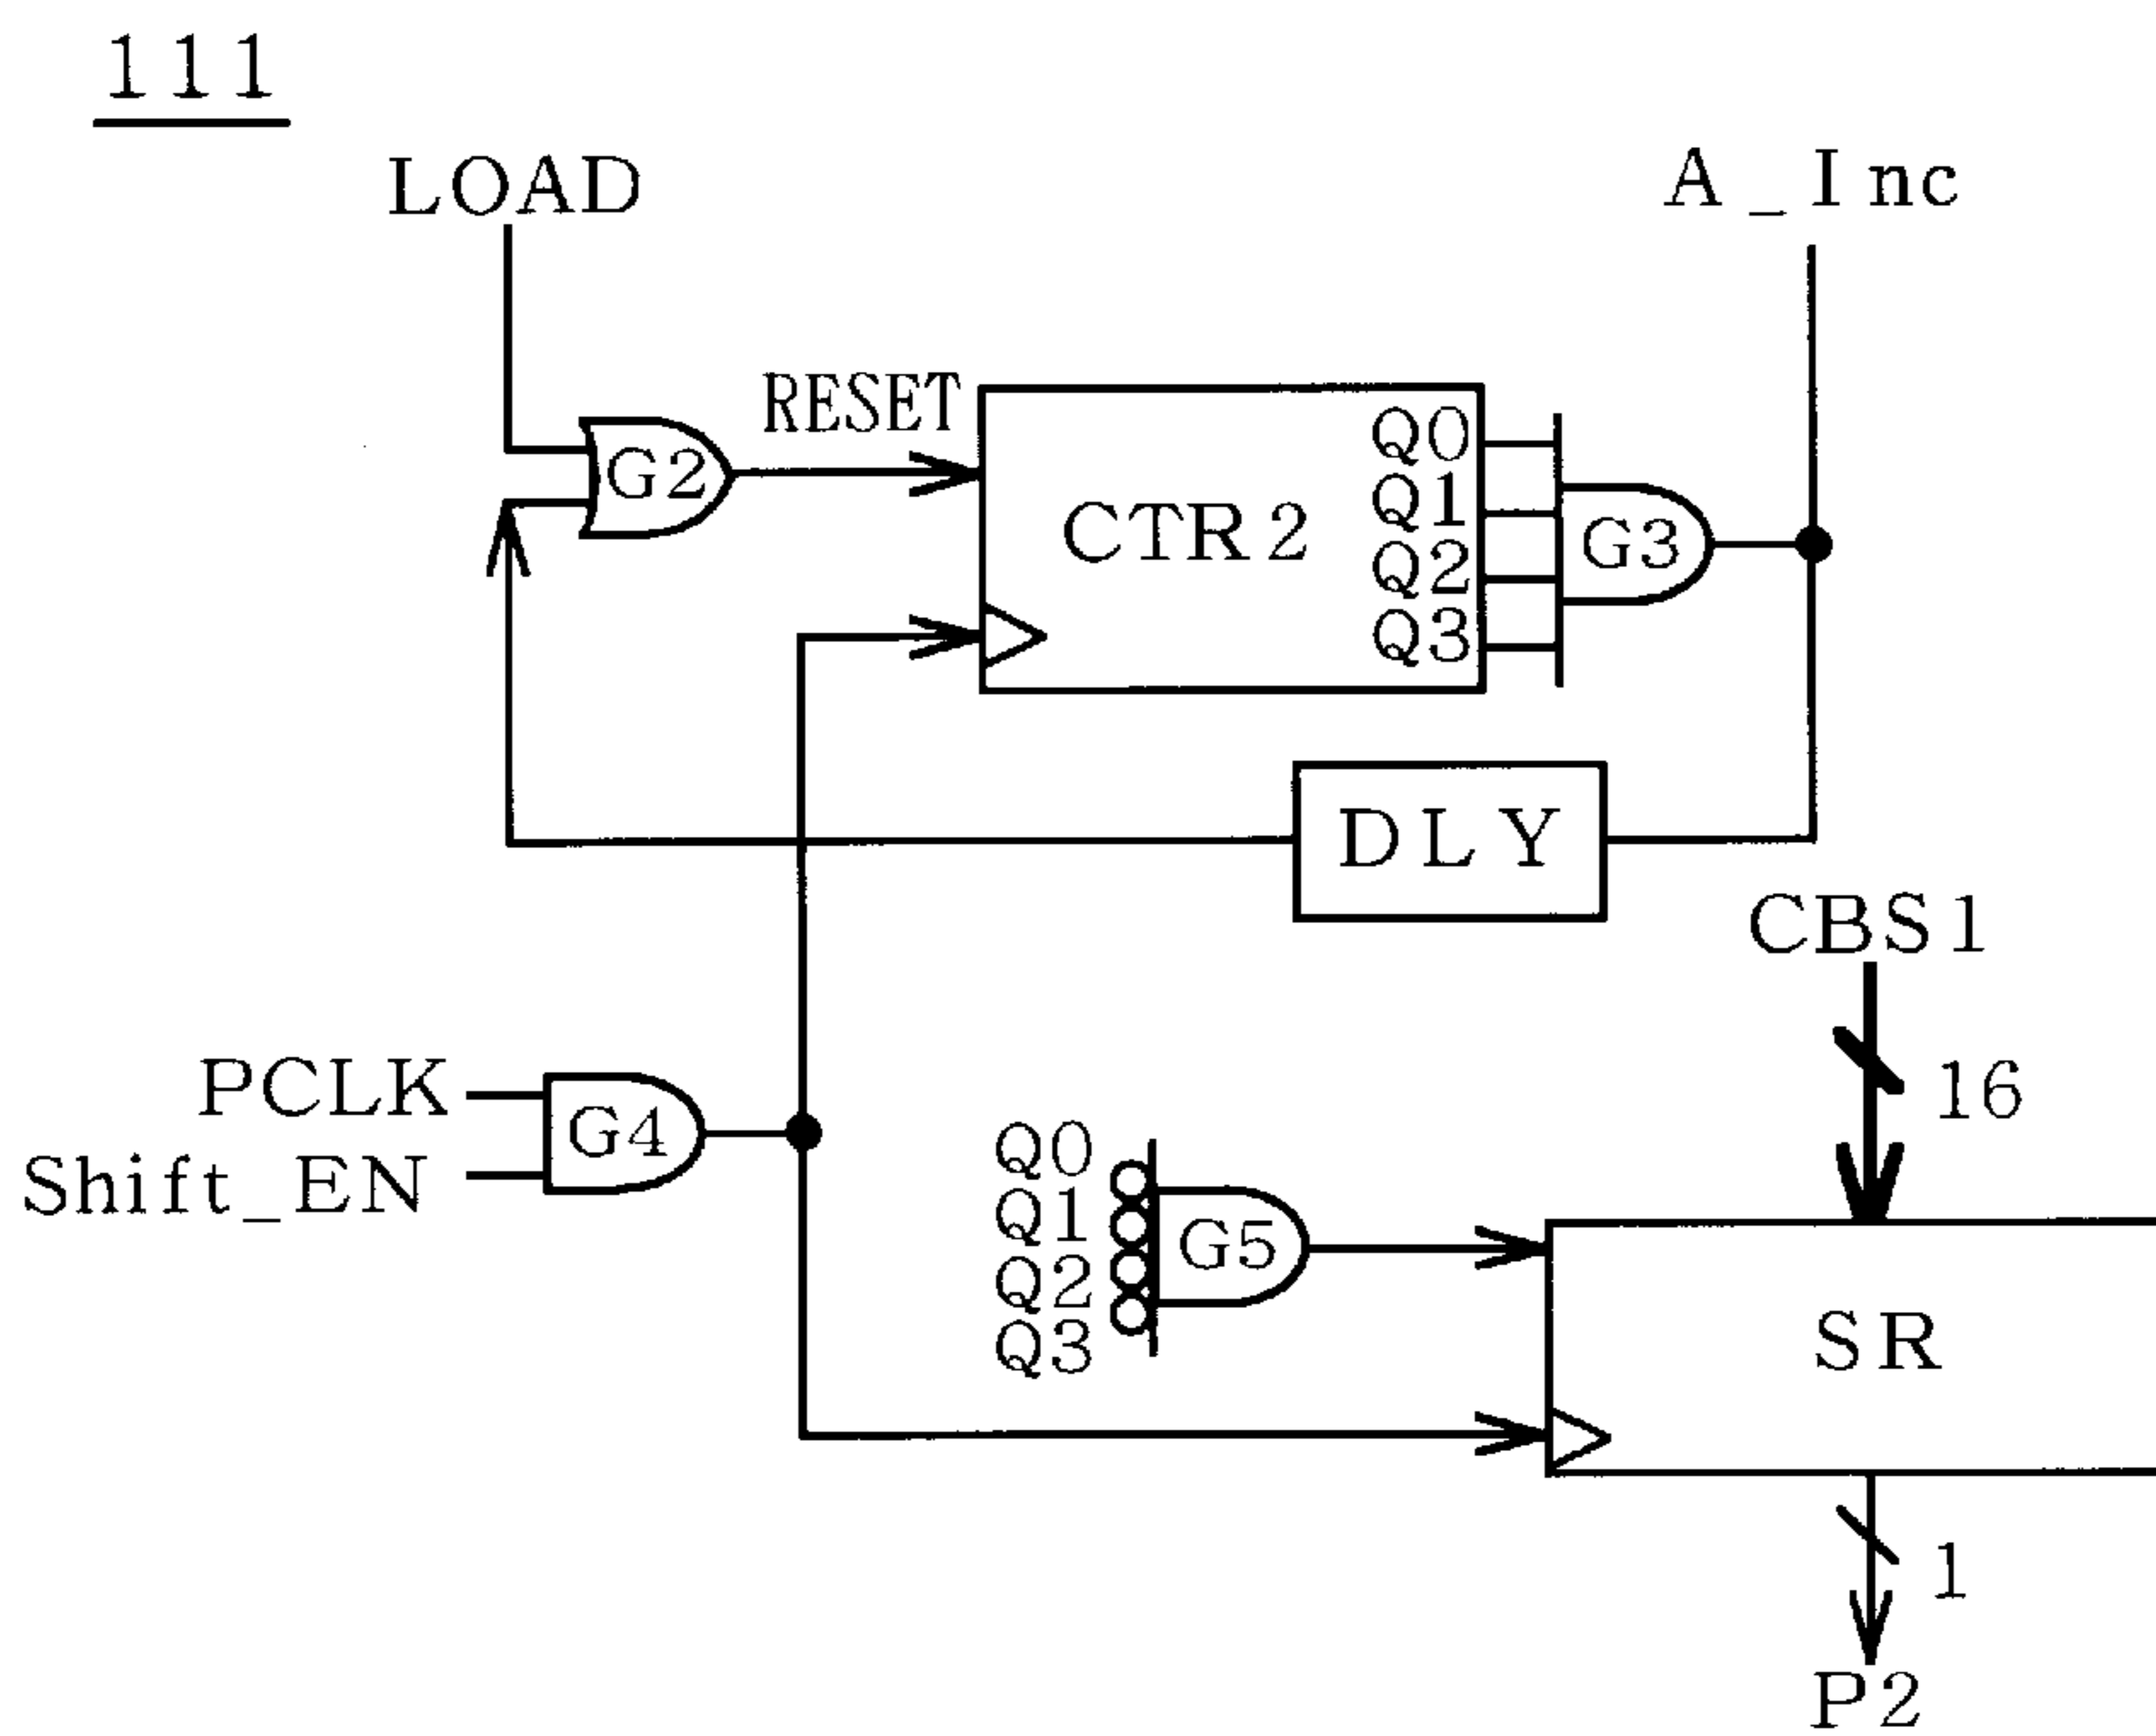 111
LOAD
A_Inc
RESET
G2
CTR2
Q0
Q1
Q2
Q3
G3
DLY
CBS1
16
PCLK
Shift_EN
G4
Q0
Q1
Q2
Q3
G5
SR
1
P2